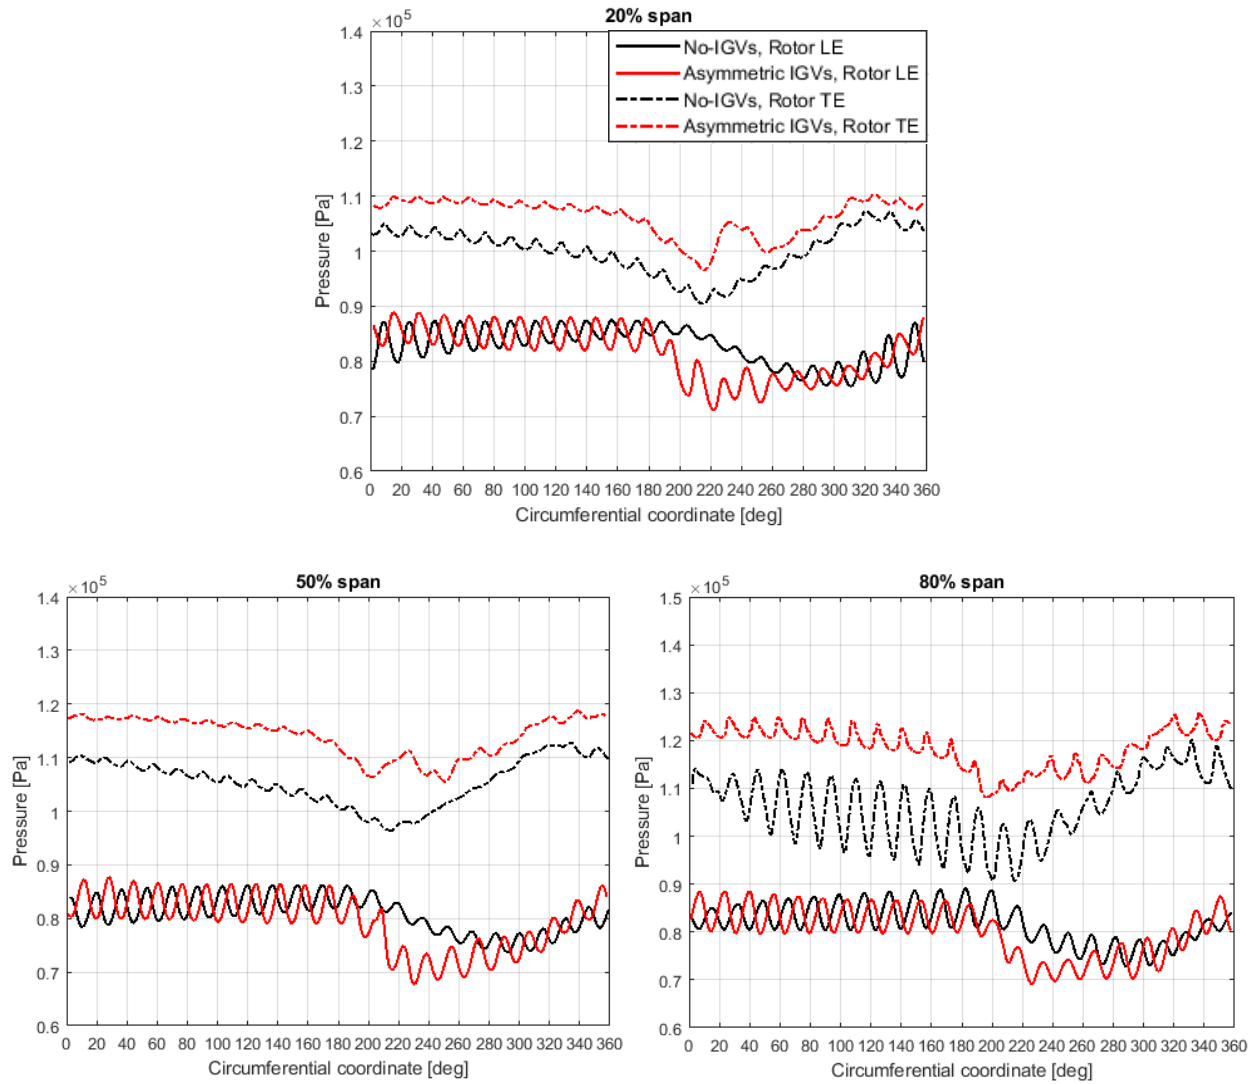 20% span
×10⁵
1.4
1.3
1.2
1.1
1
0.9
0.8
0.7
0.6
Pressure [Pa]
No-IGVs, Rotor LE
Asymmetric IGVs, Rotor LE
No-IGVs, Rotor TE
Asymmetric IGVs, Rotor TE
0 20 40 60 80 100 120 140 160 180 200 220 240 260 280 300 320 340 360
Circumferential coordinate [deg]
50% span
×10⁵
1.4
1.3
1.2
1.1
1
0.9
0.8
0.7
0.6
Pressure [Pa]
0 20 40 60 80 100 120 140 160 180 200 220 240 260 280 300 320 340 360
Circumferential coordinate [deg]
80% span
×10⁵
1.5
1.4
1.3
1.2
1.1
1
0.9
0.8
0.7
0.6
Pressure [Pa]
0 20 40 60 80 100 120 140 160 180 200 220 240 260 280 300 320 340 360
Circumferential coordinate [deg]